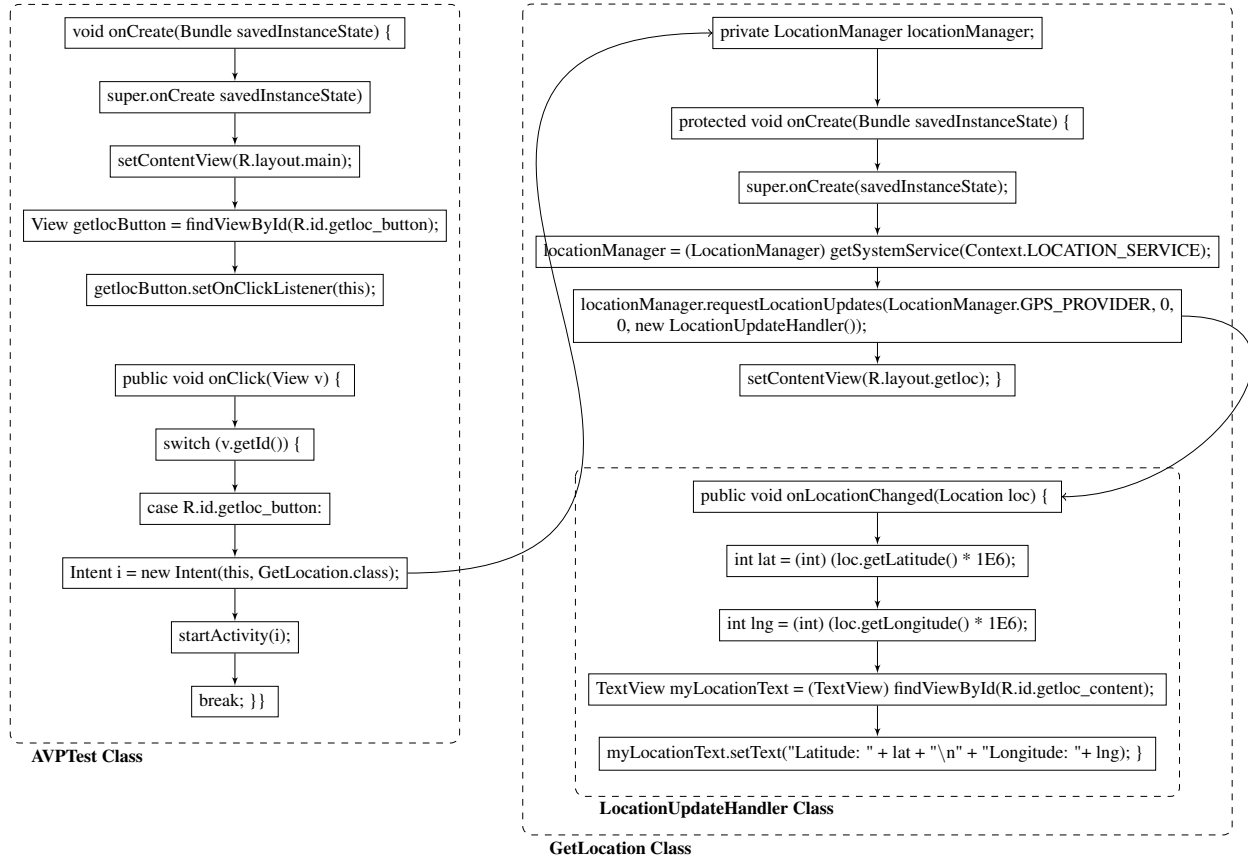 void onCreate(Bundle savedInstanceState) {
super.onCreate savedInstanceState)
setContentView(R.layout.main);
View getlocButton = findViewById(R.id.getloc_button);
getlocButton.setOnClickListener(this);
public void onClick(View v) {
switch (v.getId()) {
case R.id.getloc_button:
Intent i = new Intent(this, GetLocation.class);
startActivity(i);
break; }}
AVPTest Class
private LocationManager locationManager;
protected void onCreate(Bundle savedInstanceState) {
super.onCreate(savedInstanceState);
locationManager = (LocationManager) getSystemService(Context.LOCATION_SERVICE);
locationManager.requestLocationUpdates(LocationManager.GPS_PROVIDER, 0,
0, new LocationUpdateHandler());
setContentView(R.layout.getloc); }
public void onLocationChanged(Location loc) {
int lat = (int) (loc.getLatitude() * 1E6);
int lng = (int) (loc.getLongitude() * 1E6);
TextView myLocationText = (TextView) findViewById(R.id.getloc_content);
myLocationText.setText("Latitude: " + lat + "\n" + "Longitude: "+ lng); }
LocationUpdateHandler Class
GetLocation Class